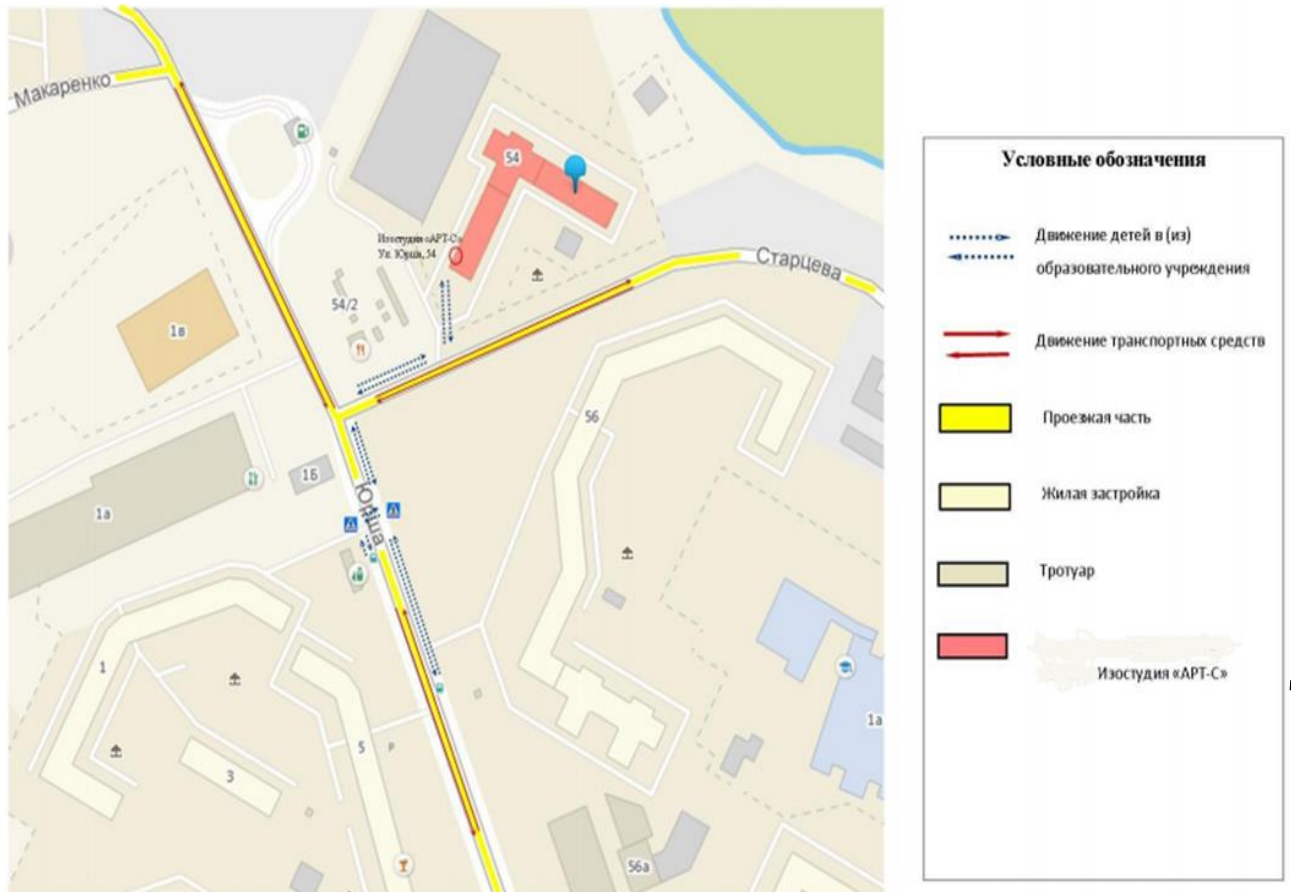 Макаренко
54
Изостудия «АРТ-С»
Ул. Юрша, 54
Старцева
54/2
1в
56
1Б
1а
Юрша
1
5
P
3
1а
56а
Условные обозначения
Движение детей в (из)
образовательного учреждения
Движение транспортных средств
Проезжая часть
Жилая застройка
Тротуар
Изостудия «АРТ-С»